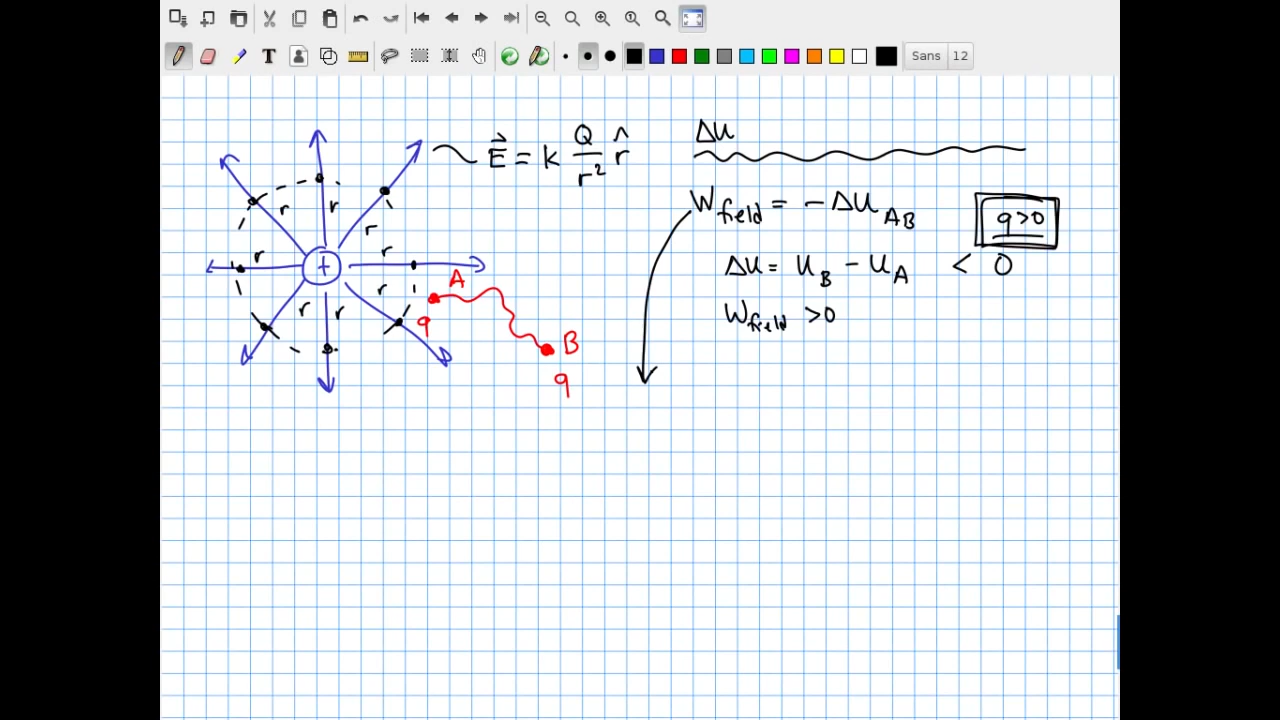 T
Sans 12
E⃗ = k Q/r² r̂
ΔU
W_field = −ΔU_AB
q>0
ΔU = U_B − U_A < 0
W_field >0
r
r
r
r
r
r
r
r
+
A
q
B
q